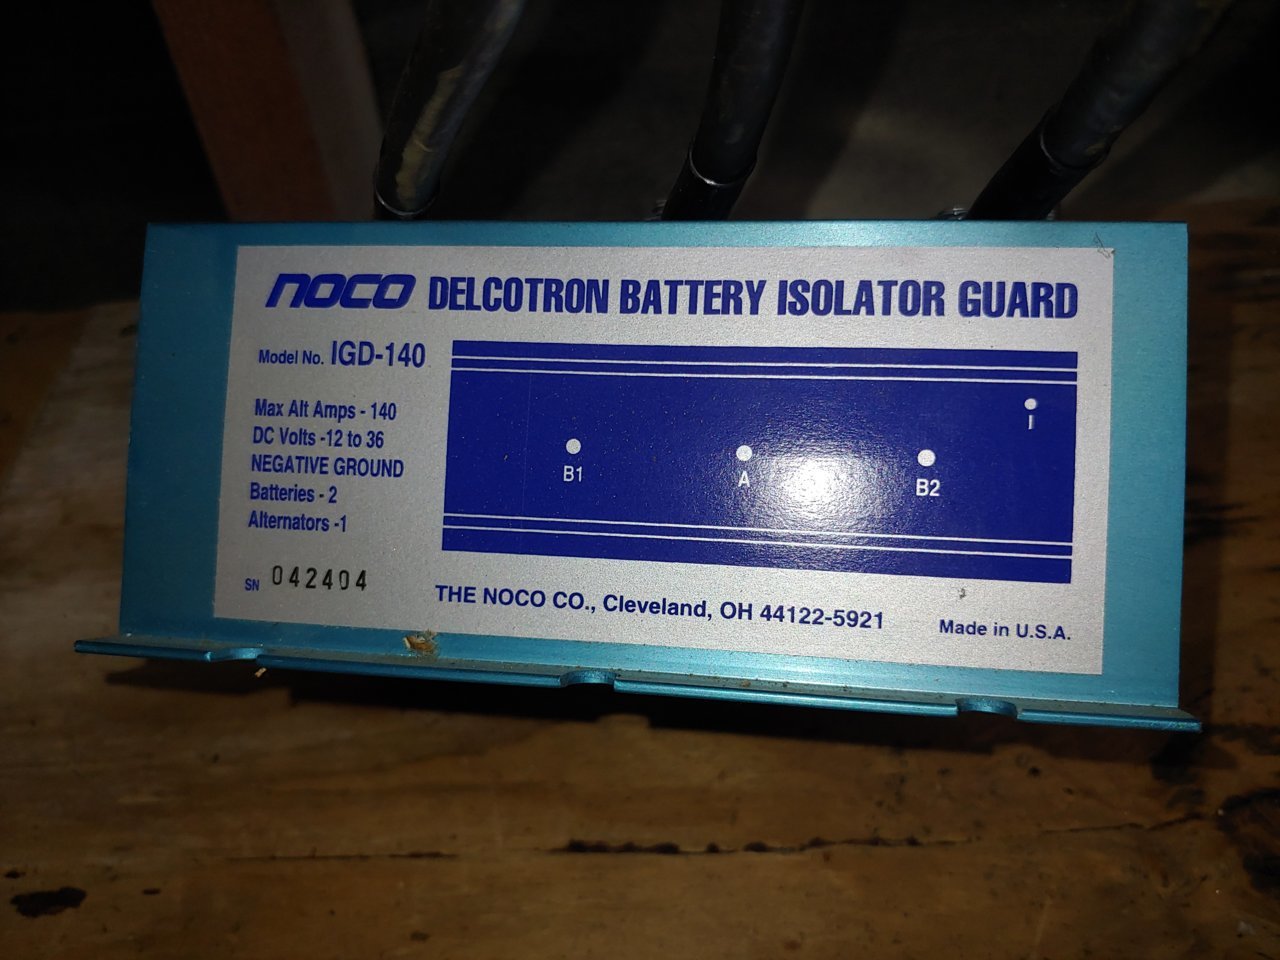 NOCO DELCOTRON BATTERY ISOLATOR GUARD
Model No. IGD-140
Max Alt Amps - 140
DC Volts -12 to 36
NEGATIVE GROUND
Batteries - 2
Alternators -1
SN 042404
B1 A B2 I
THE NOCO CO., Cleveland, OH 44122-5921
Made in U.S.A.